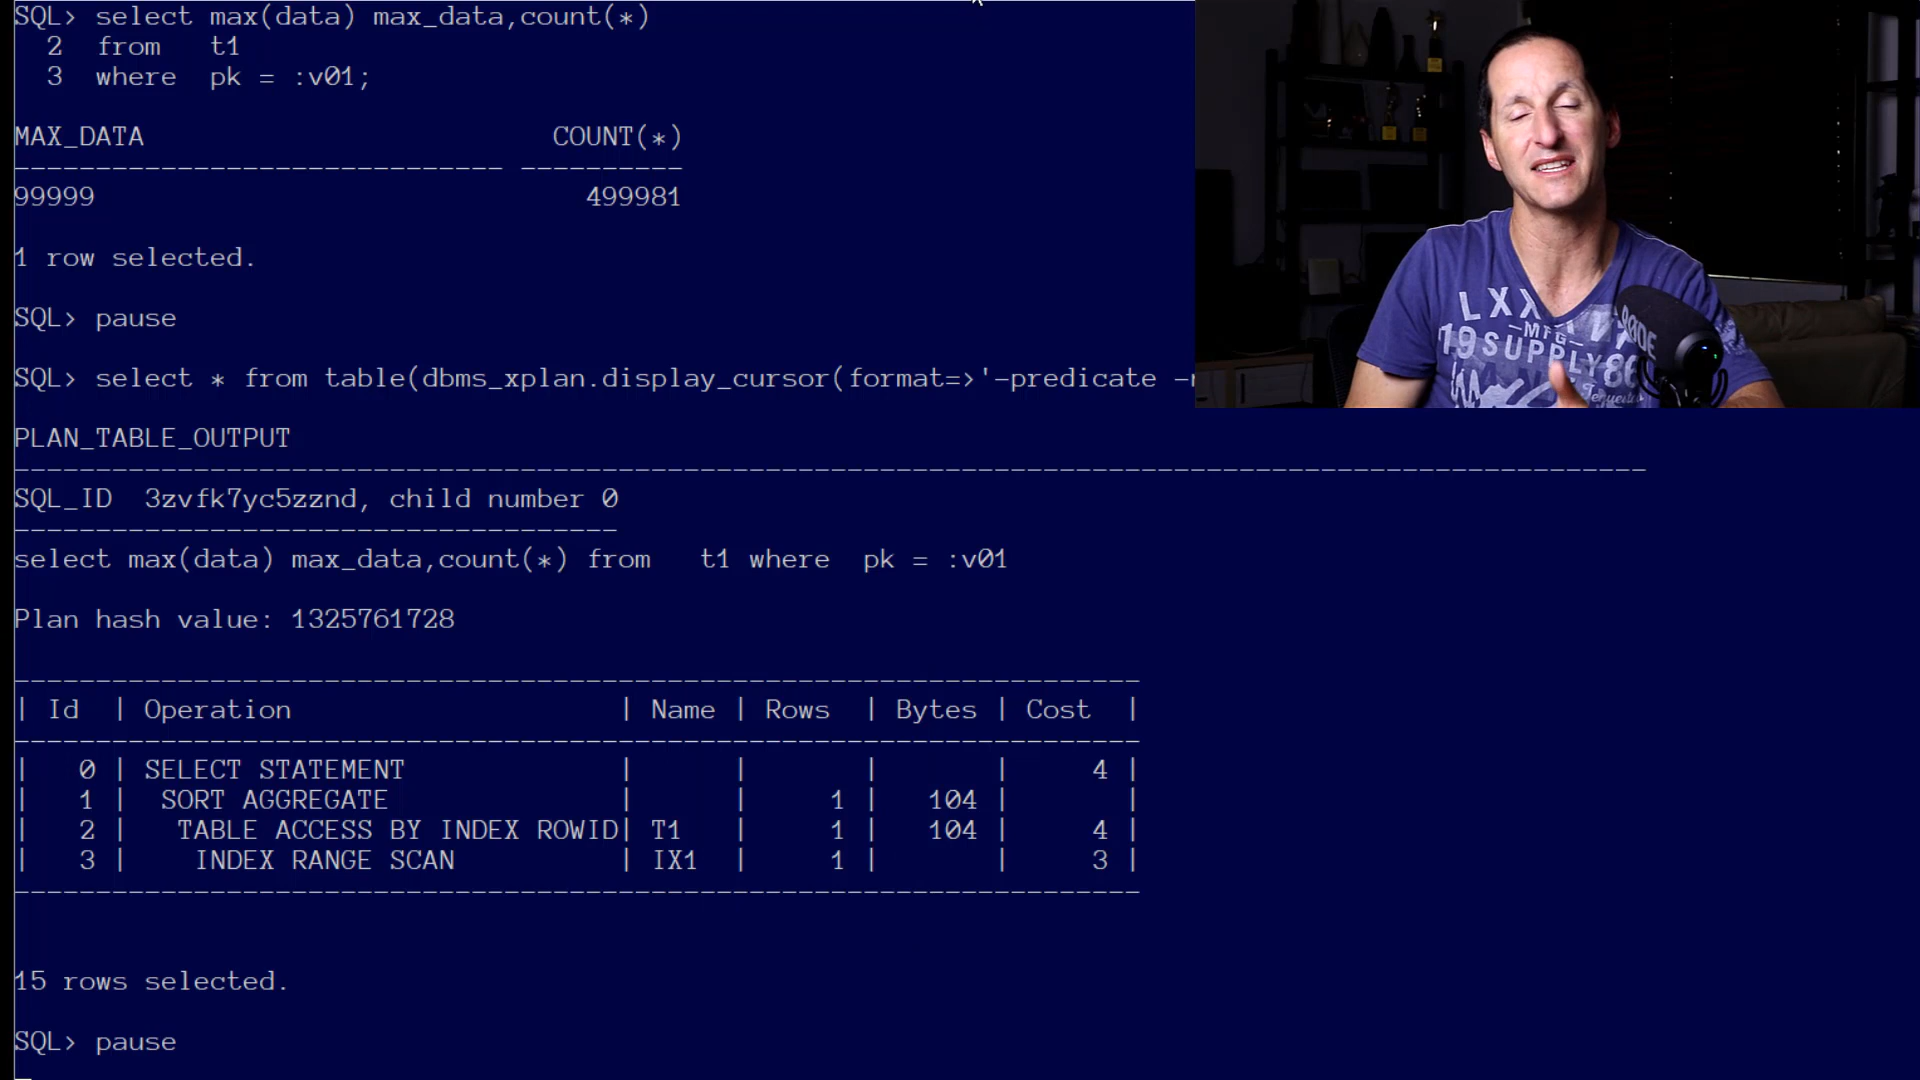 SQL> select max(data) max_data,count(*)
  2  from   t1
  3  where  pk = :v01;
MAX_DATA                         COUNT(*)
------------------------------ ----------
99999                              499981
1 row selected.
SQL> pause
SQL> select * from table(dbms_xplan.display_cursor(format=>'-predicate -
PLAN_TABLE_OUTPUT
----------------------------------------------------------------------------------------------------
SQL_ID  3zvfk7yc5zznd, child number 0
-------------------------------------
select max(data) max_data,count(*) from   t1 where  pk = :v01
Plan hash value: 1325761728
---------------------------------------------------------------------
| Id  | Operation                    | Name | Rows  | Bytes | Cost  |
---------------------------------------------------------------------
|   0 | SELECT STATEMENT             |      |       |       |     4 |
|   1 |  SORT AGGREGATE              |      |     1 |   104 |       |
|   2 |   TABLE ACCESS BY INDEX ROWID| T1   |     1 |   104 |     4 |
|   3 |    INDEX RANGE SCAN          | IX1  |     1 |       |     3 |
---------------------------------------------------------------------
15 rows selected.
SQL> pause
-MFG-
19 SUPPLY 86